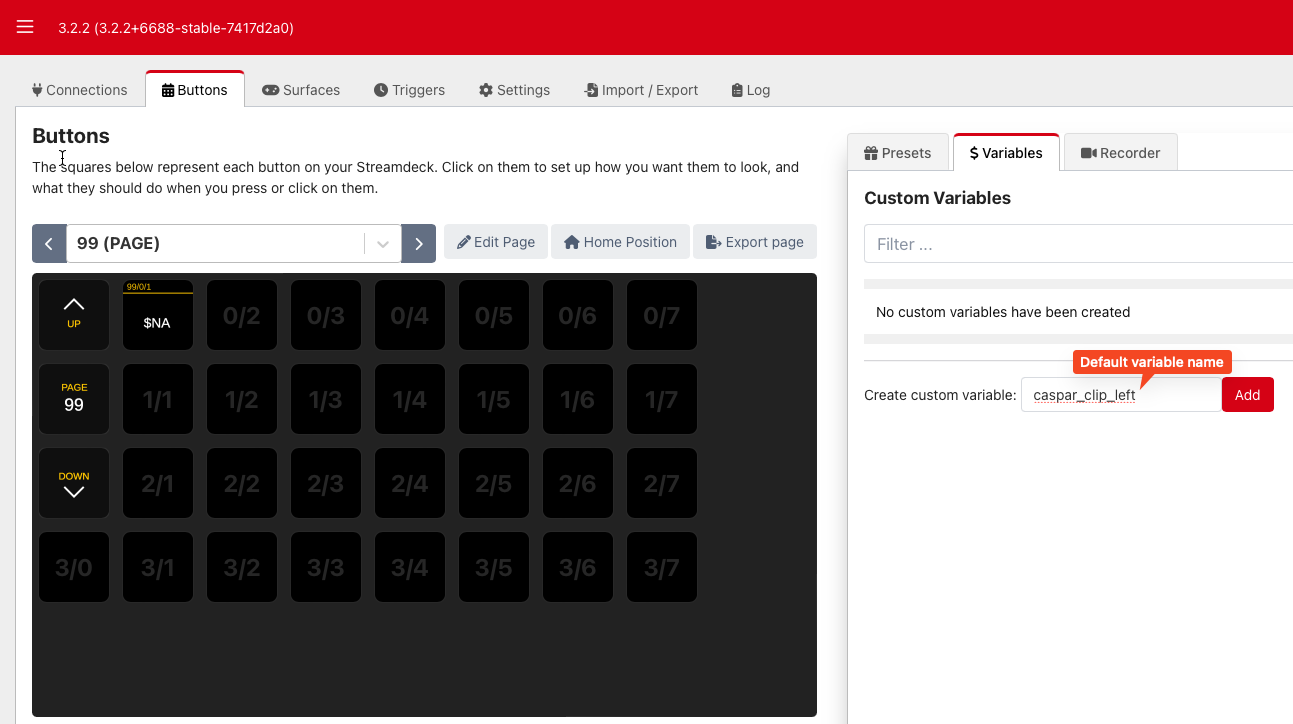 3.2.2 (3.2.2+6688-stable-7417d2a0)
Connections
Buttons
Surfaces
Triggers
Settings
Import / Export
Log
Buttons
The squares below represent each button on your Streamdeck. Click on them to set up how you want them to look, and
what they should do when you press or click on them.
99 (PAGE)
Edit Page
Home Position
Export page
UP
99/0/1
$NA
0/2
0/3
0/4
0/5
0/6
0/7
PAGE
99
1/1
1/2
1/3
1/4
1/5
1/6
1/7
DOWN
2/1
2/2
2/3
2/4
2/5
2/6
2/7
3/0
3/1
3/2
3/3
3/4
3/5
3/6
3/7
Presets
$ Variables
Recorder
Custom Variables
Filter ...
No custom variables have been created
Default variable name
Create custom variable:
caspar_clip_left
Add